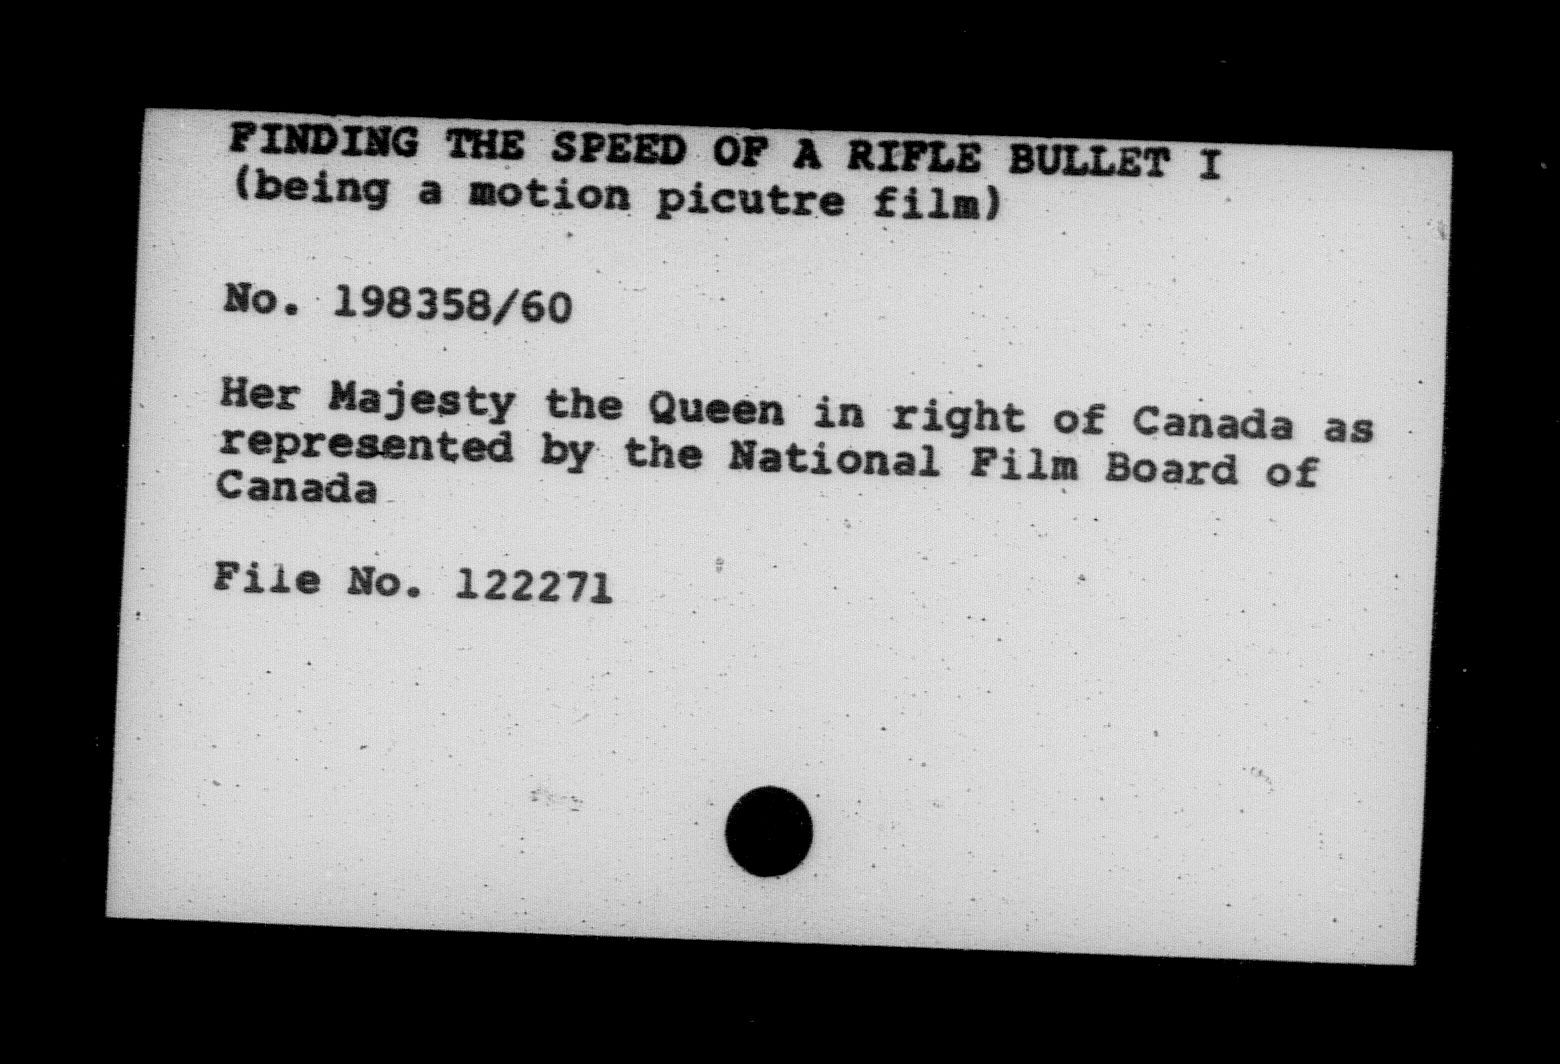 FINDING THE SPEED OF A RIFLE BULLET I
(being a motion picutre film)
No. 198358/60
Her Majesty the Queen in right of Canada as
represented by the National Film Board of
Canada
File No. 122271